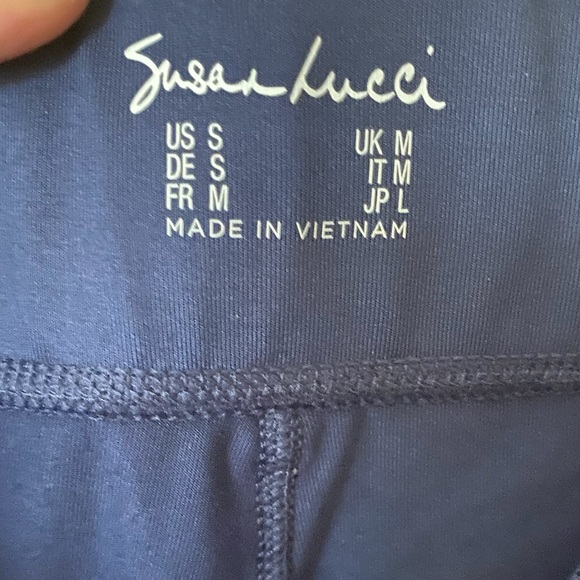 Susan Lucci
US S UK M
DE S IT M
FR M JP L
MADE IN VIETNAM